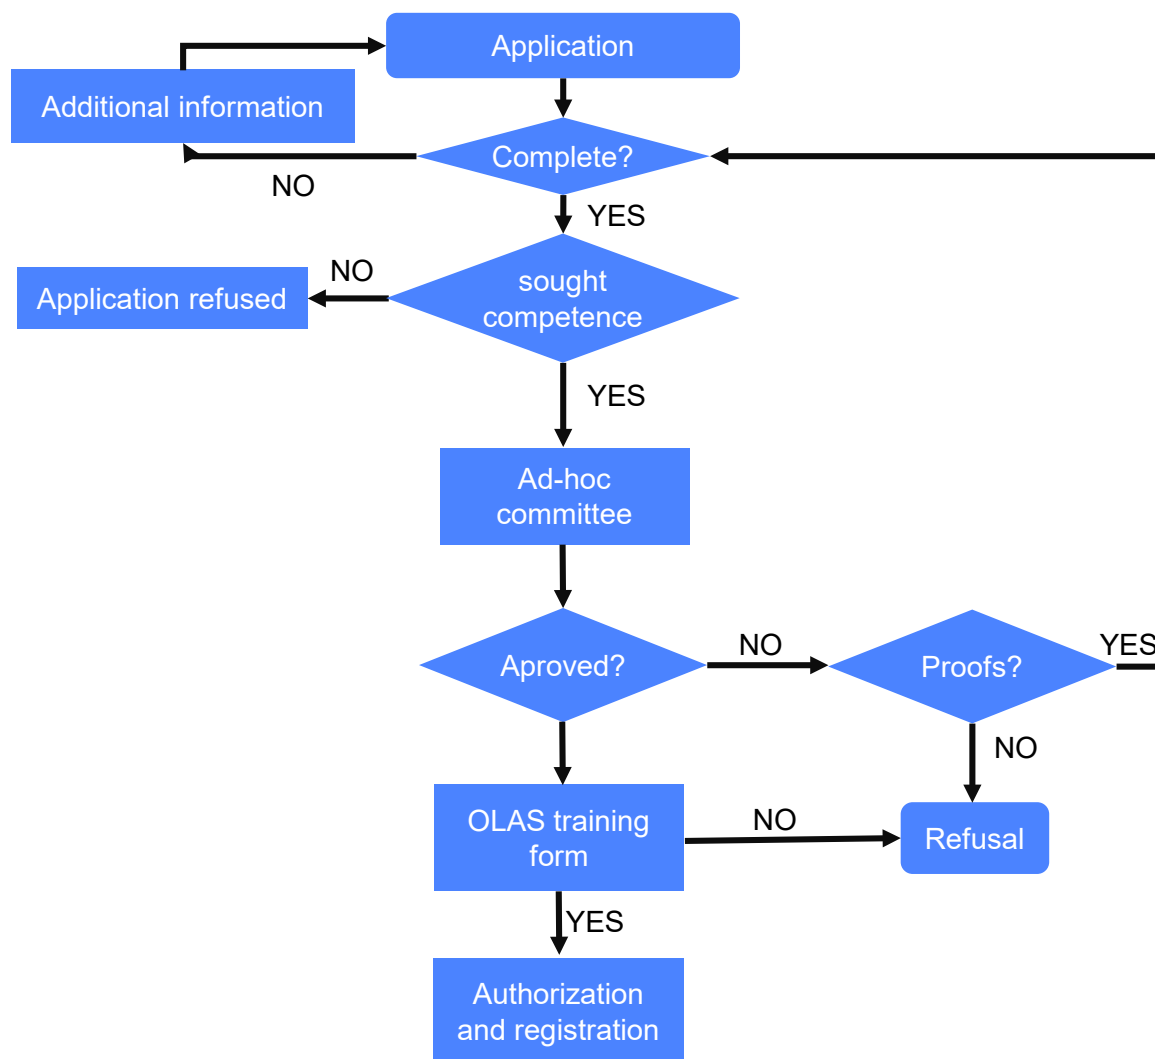 Application
Additional information
Complete?
NO
YES
NO
sought
competence
Application refused
YES
Ad-hoc
committee
Aproved?
NO
Proofs?
YES
NO
OLAS training
form
NO
Refusal
YES
Authorization
and registration